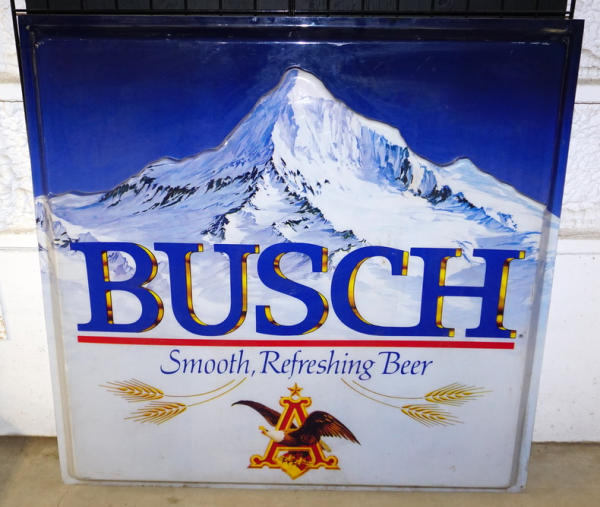 BUSCH
Smooth, Refreshing Beer
A